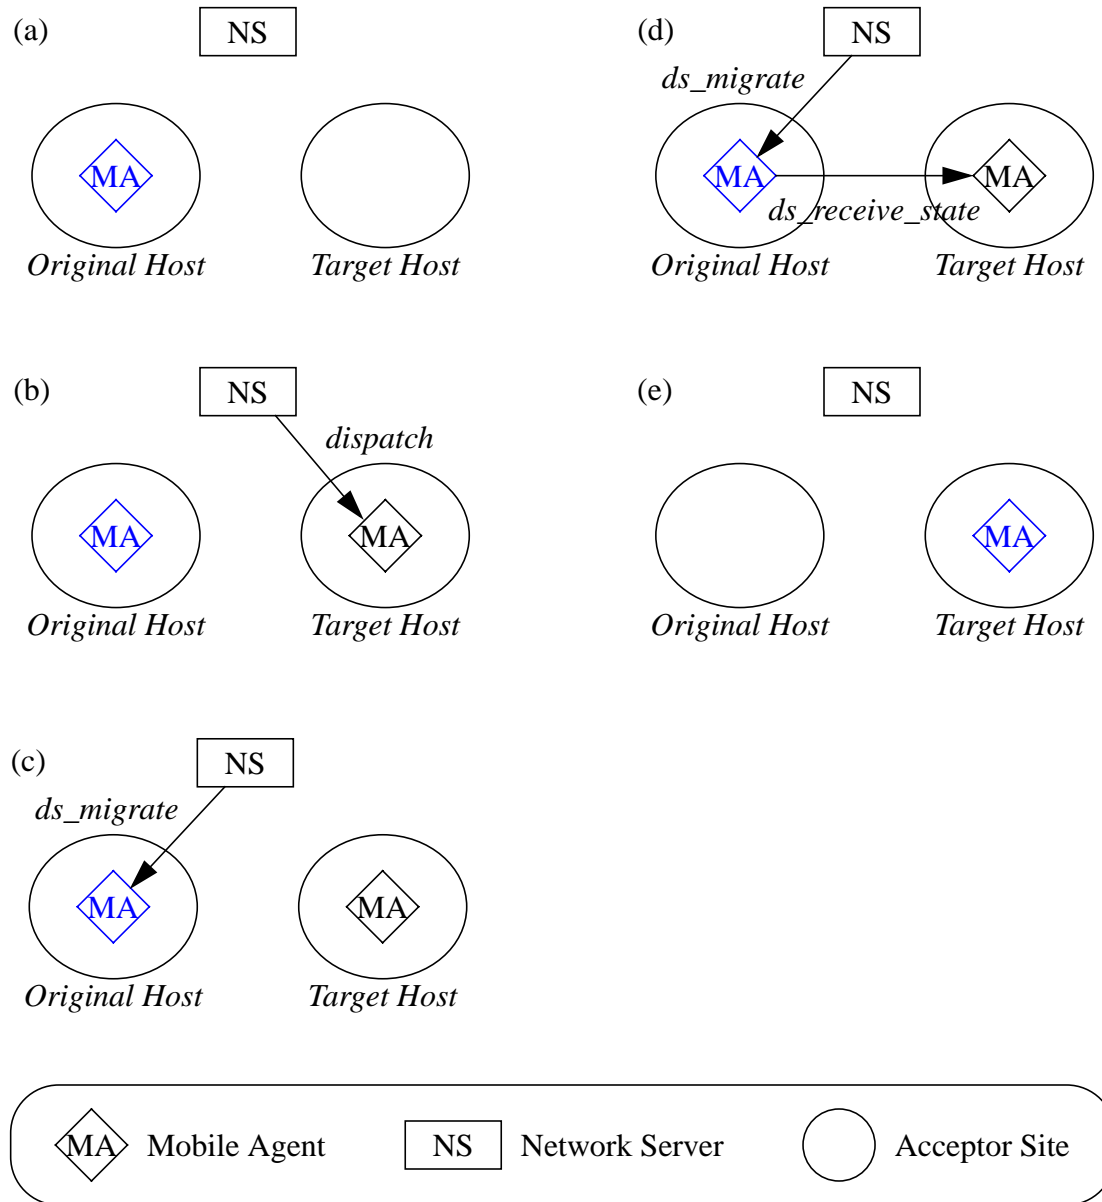 (a)
NS
MA
Original Host
Target Host
(b)
NS
dispatch
MA
MA
Original Host
Target Host
(c)
NS
ds_migrate
MA
MA
Original Host
Target Host
(d)
NS
ds_migrate
MA
MA
ds_receive_state
Original Host
Target Host
(e)
NS
MA
Original Host
Target Host
MA Mobile Agent
NS Network Server
Acceptor Site